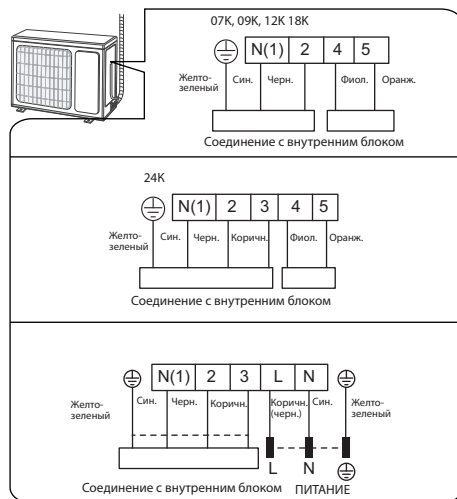 07K, 09K, 12K 18K
N(1) 2 4 5
Желто-
зеленый
Син. Черн. Фиол. Оранж.
Соединение с внутренним блоком
24K
N(1) 2 3 4 5
Желто-
зеленый
Син. Черн. Коричн. Фиол. Оранж.
Соединение с внутренним блоком
N(1) 2 3 L N
Желто-
зеленый
Син. Черн. Коричн. Коричн.
(черн.)
Син. Желто-
зеленый
L N
Соединение с внутренним блоком ПИТАНИЕ